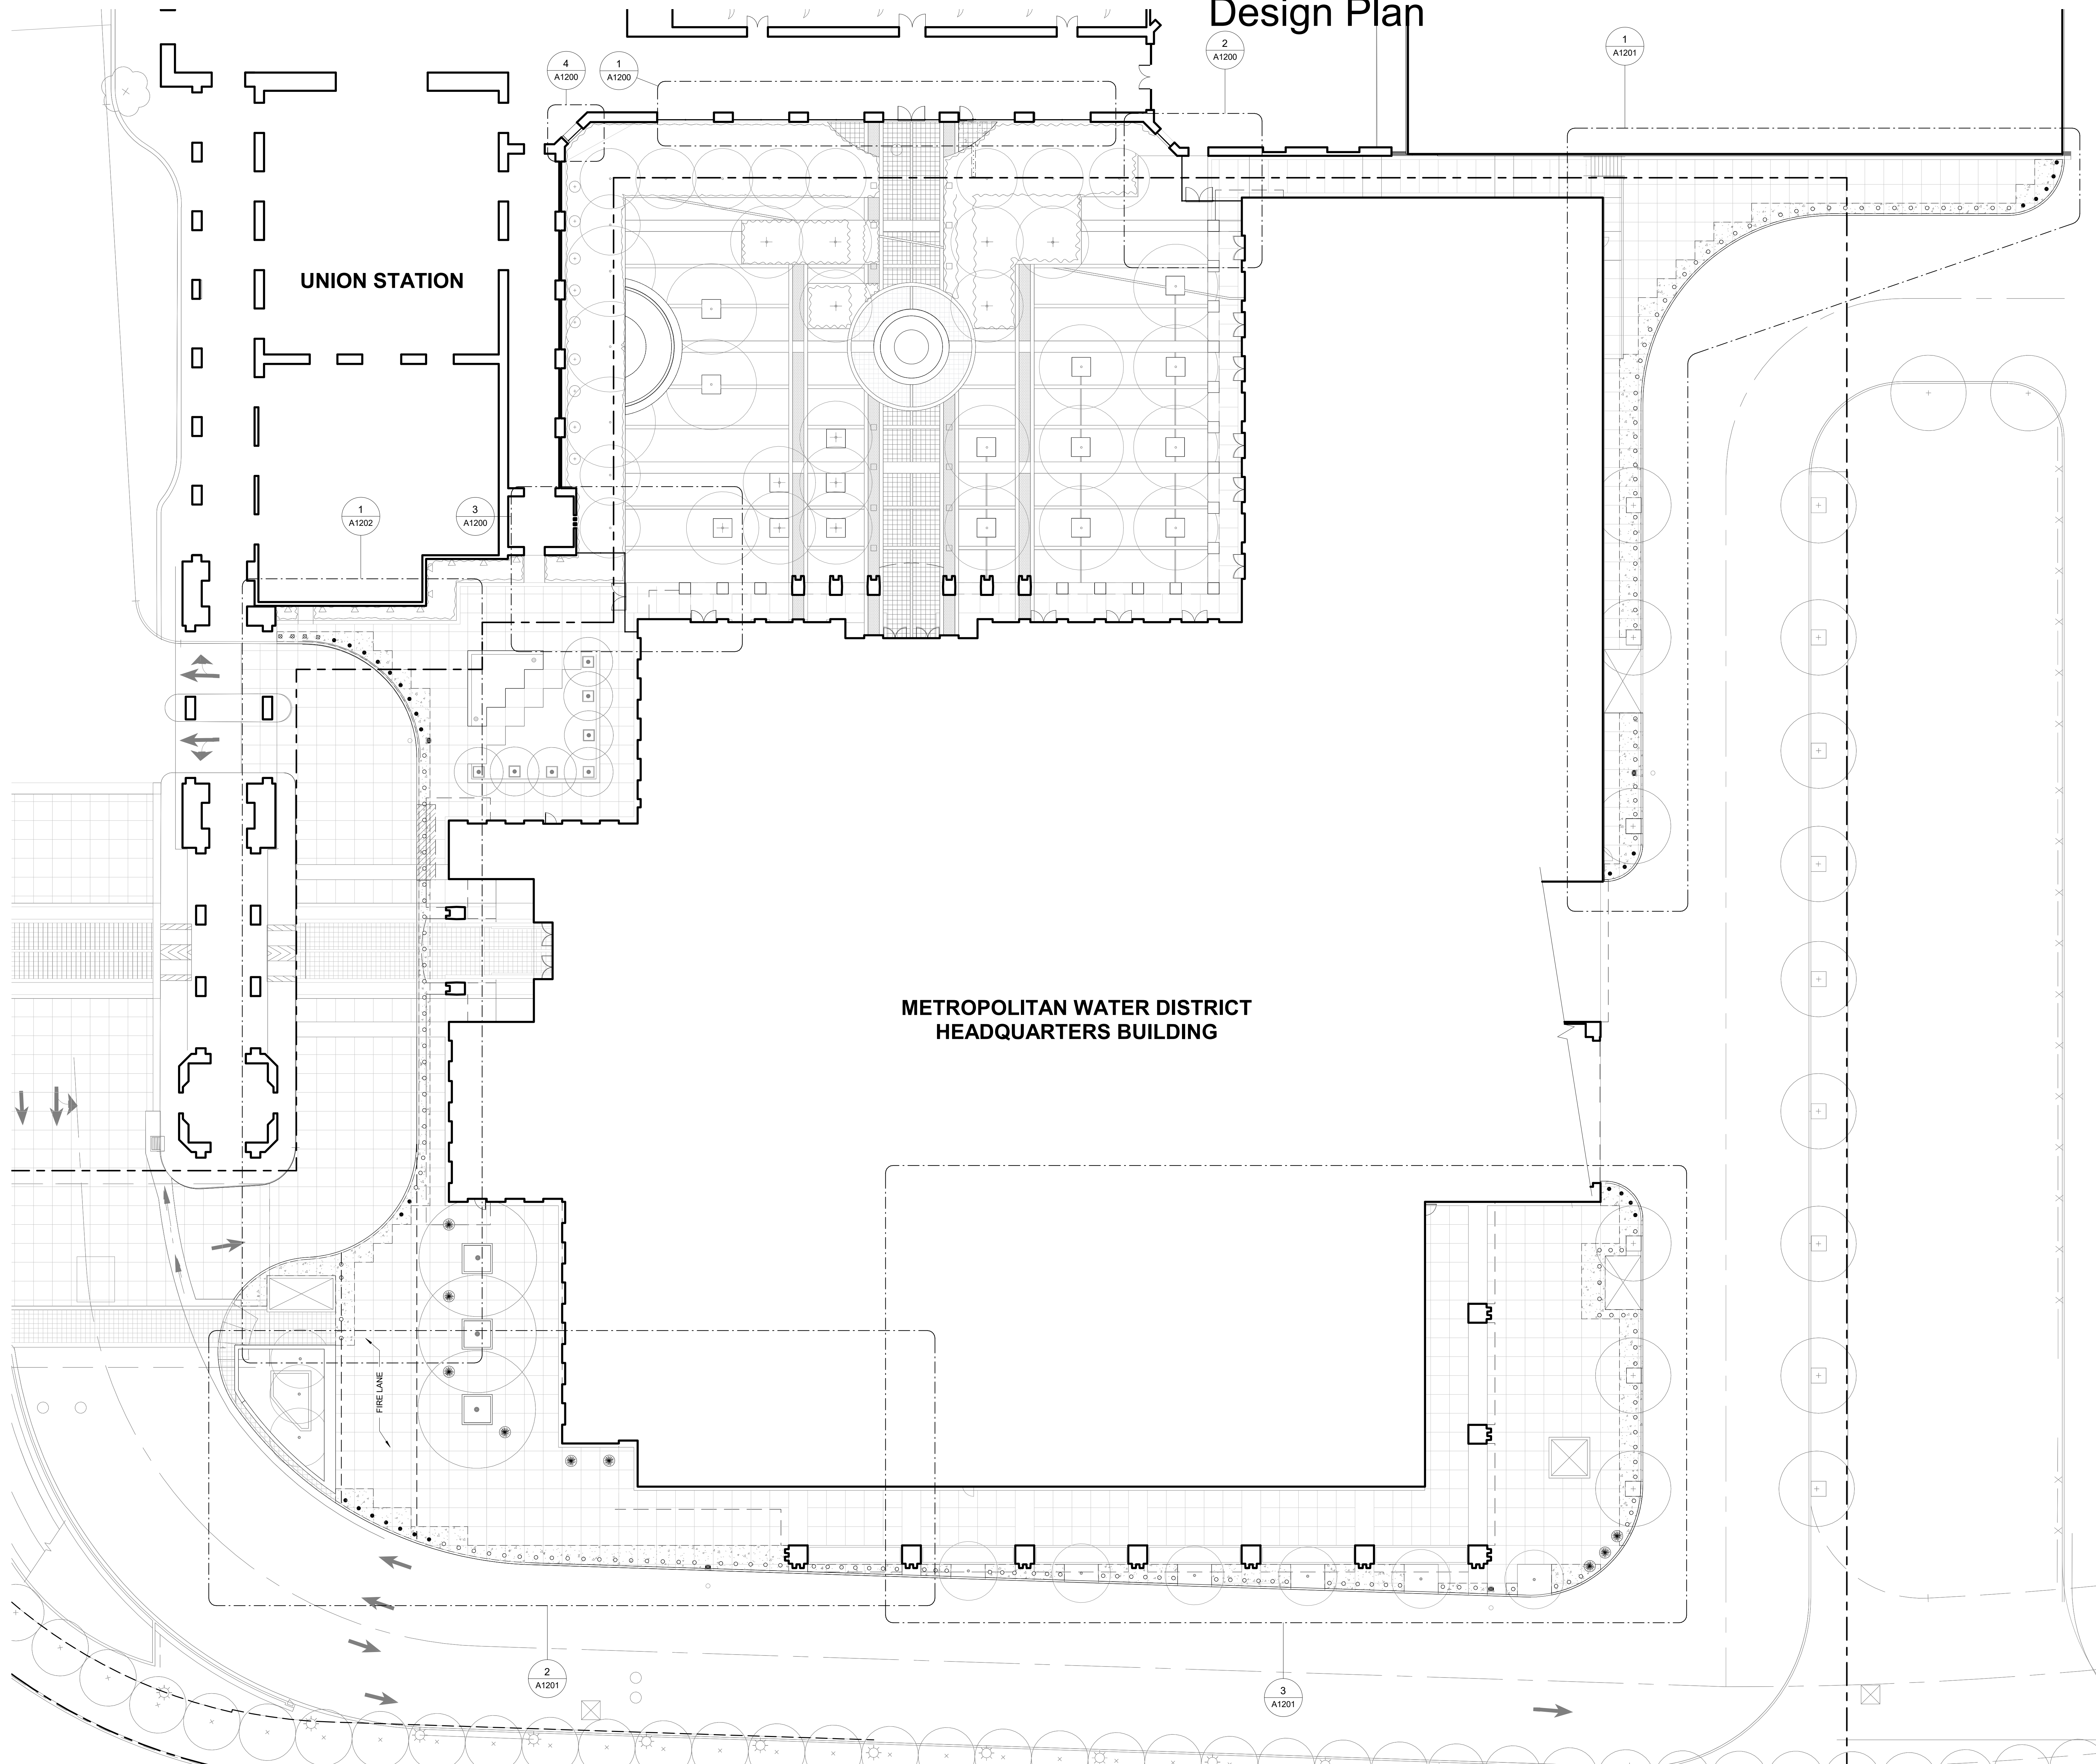 Design Plan
1
A1201
2
A1200
4
A1200
1
A1200
UNION STATION
1
A1202
3
A1200
METROPOLITAN WATER DISTRICT
HEADQUARTERS BUILDING
FIRE LANE
2
A1201
3
A1201